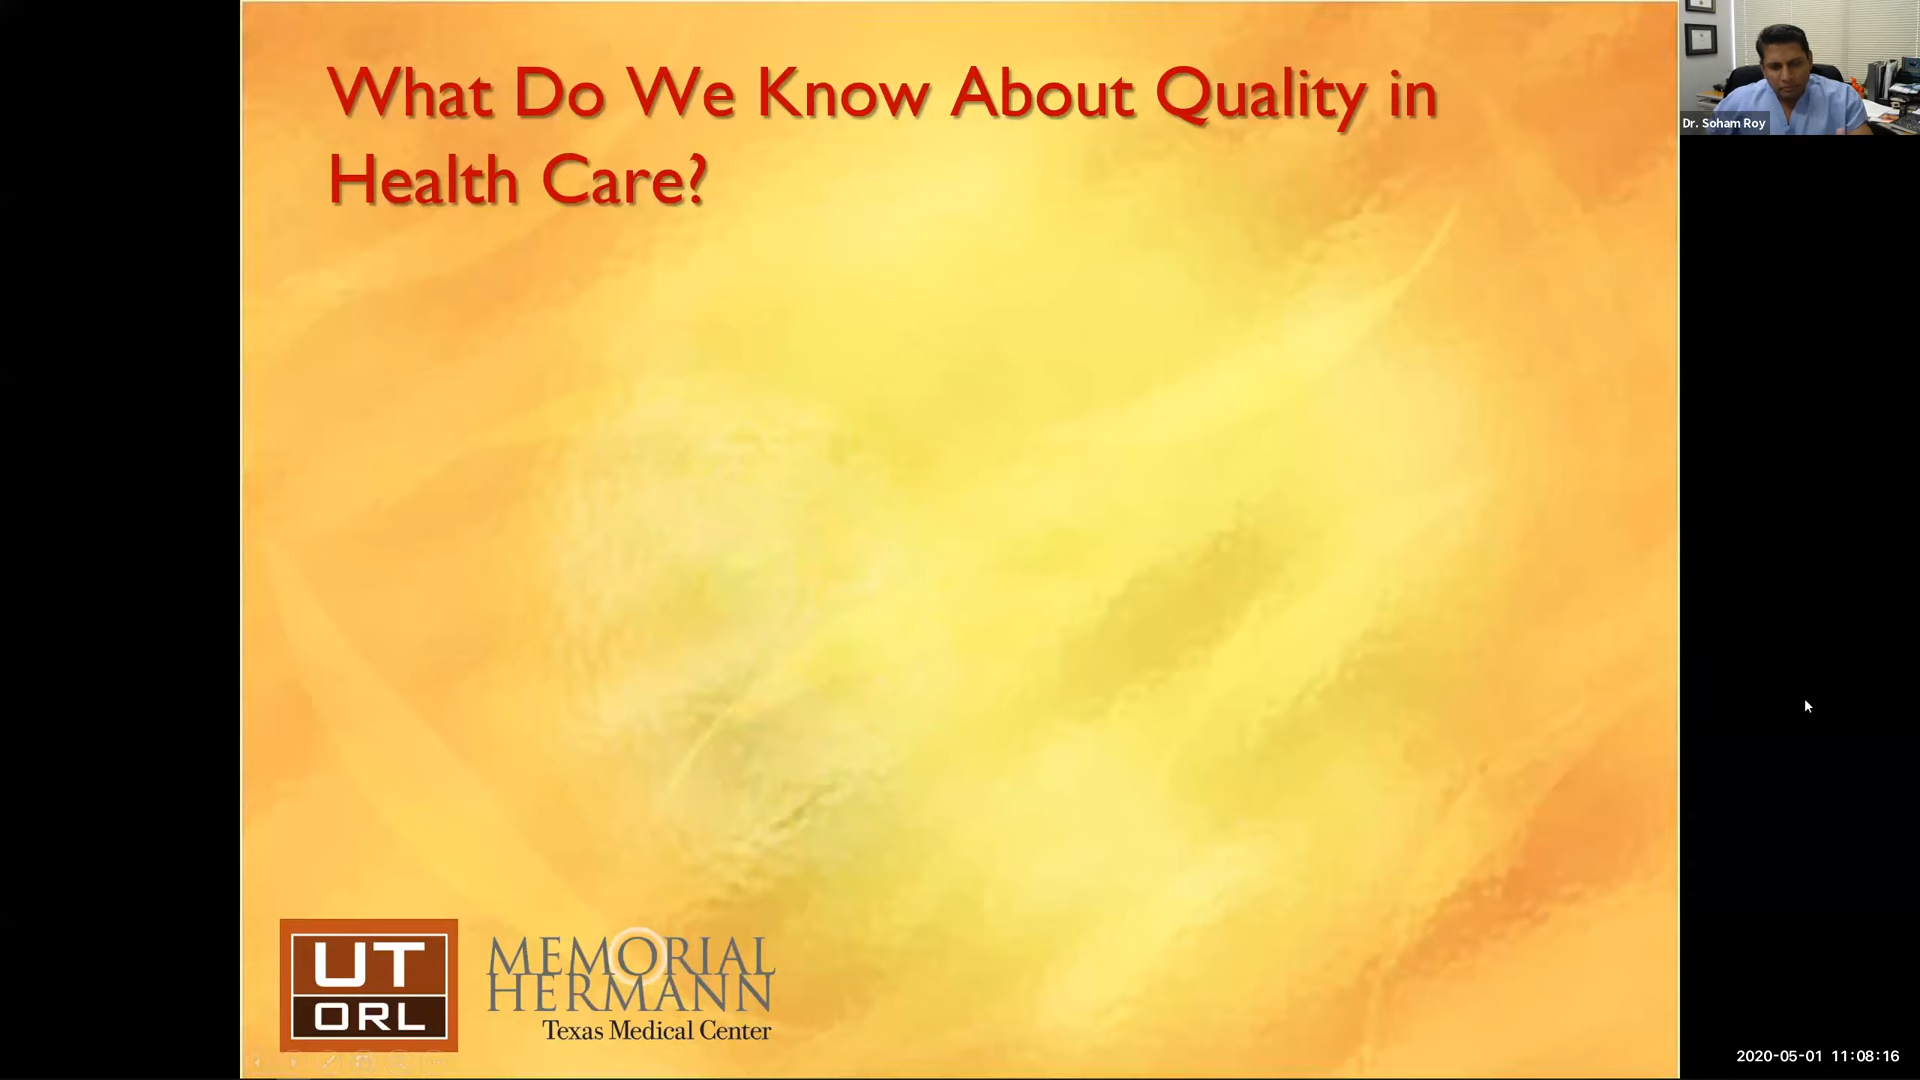 What Do We Know About Quality in
Health Care?
Dr. Soham Roy
UT
ORL
MEMORIAL
HERMANN
Texas Medical Center
2020-05-01 11:08:16